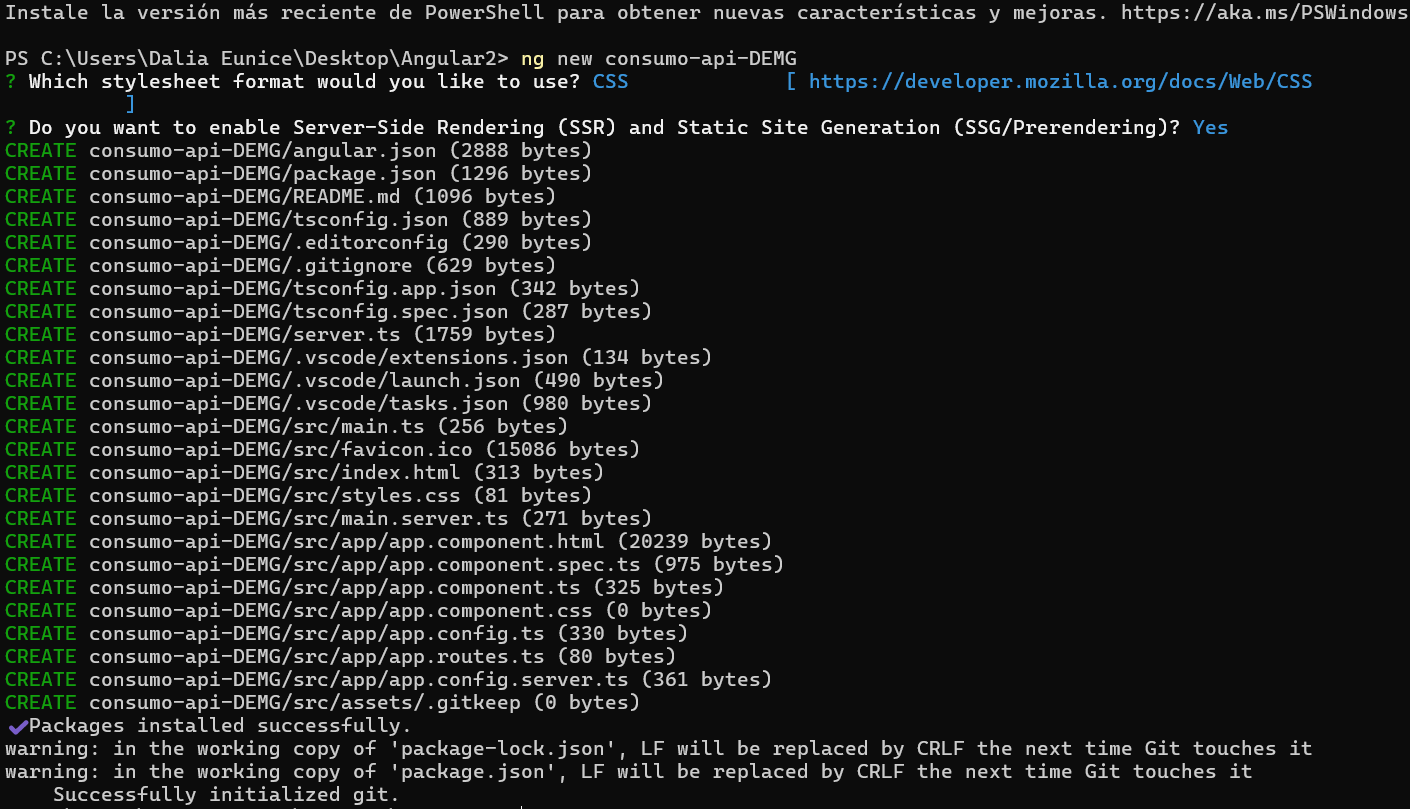 Instale la versión más reciente de PowerShell para obtener nuevas características y mejoras. https://aka.ms/PSWindows
PS C:\Users\Dalia Eunice\Desktop\Angular2> ng new consumo-api-DEMG
? Which stylesheet format would you like to use? CSS             [ https://developer.mozilla.org/docs/Web/CSS
          ]
? Do you want to enable Server-Side Rendering (SSR) and Static Site Generation (SSG/Prerendering)? Yes
CREATE consumo-api-DEMG/angular.json (2888 bytes)
CREATE consumo-api-DEMG/package.json (1296 bytes)
CREATE consumo-api-DEMG/README.md (1096 bytes)
CREATE consumo-api-DEMG/tsconfig.json (889 bytes)
CREATE consumo-api-DEMG/.editorconfig (290 bytes)
CREATE consumo-api-DEMG/.gitignore (629 bytes)
CREATE consumo-api-DEMG/tsconfig.app.json (342 bytes)
CREATE consumo-api-DEMG/tsconfig.spec.json (287 bytes)
CREATE consumo-api-DEMG/server.ts (1759 bytes)
CREATE consumo-api-DEMG/.vscode/extensions.json (134 bytes)
CREATE consumo-api-DEMG/.vscode/launch.json (490 bytes)
CREATE consumo-api-DEMG/.vscode/tasks.json (980 bytes)
CREATE consumo-api-DEMG/src/main.ts (256 bytes)
CREATE consumo-api-DEMG/src/favicon.ico (15086 bytes)
CREATE consumo-api-DEMG/src/index.html (313 bytes)
CREATE consumo-api-DEMG/src/styles.css (81 bytes)
CREATE consumo-api-DEMG/src/main.server.ts (271 bytes)
CREATE consumo-api-DEMG/src/app/app.component.html (20239 bytes)
CREATE consumo-api-DEMG/src/app/app.component.spec.ts (975 bytes)
CREATE consumo-api-DEMG/src/app/app.component.ts (325 bytes)
CREATE consumo-api-DEMG/src/app/app.component.css (0 bytes)
CREATE consumo-api-DEMG/src/app/app.config.ts (330 bytes)
CREATE consumo-api-DEMG/src/app/app.routes.ts (80 bytes)
CREATE consumo-api-DEMG/src/app/app.config.server.ts (361 bytes)
CREATE consumo-api-DEMG/src/assets/.gitkeep (0 bytes)
✔Packages installed successfully.
warning: in the working copy of 'package-lock.json', LF will be replaced by CRLF the next time Git touches it
warning: in the working copy of 'package.json', LF will be replaced by CRLF the next time Git touches it
    Successfully initialized git.